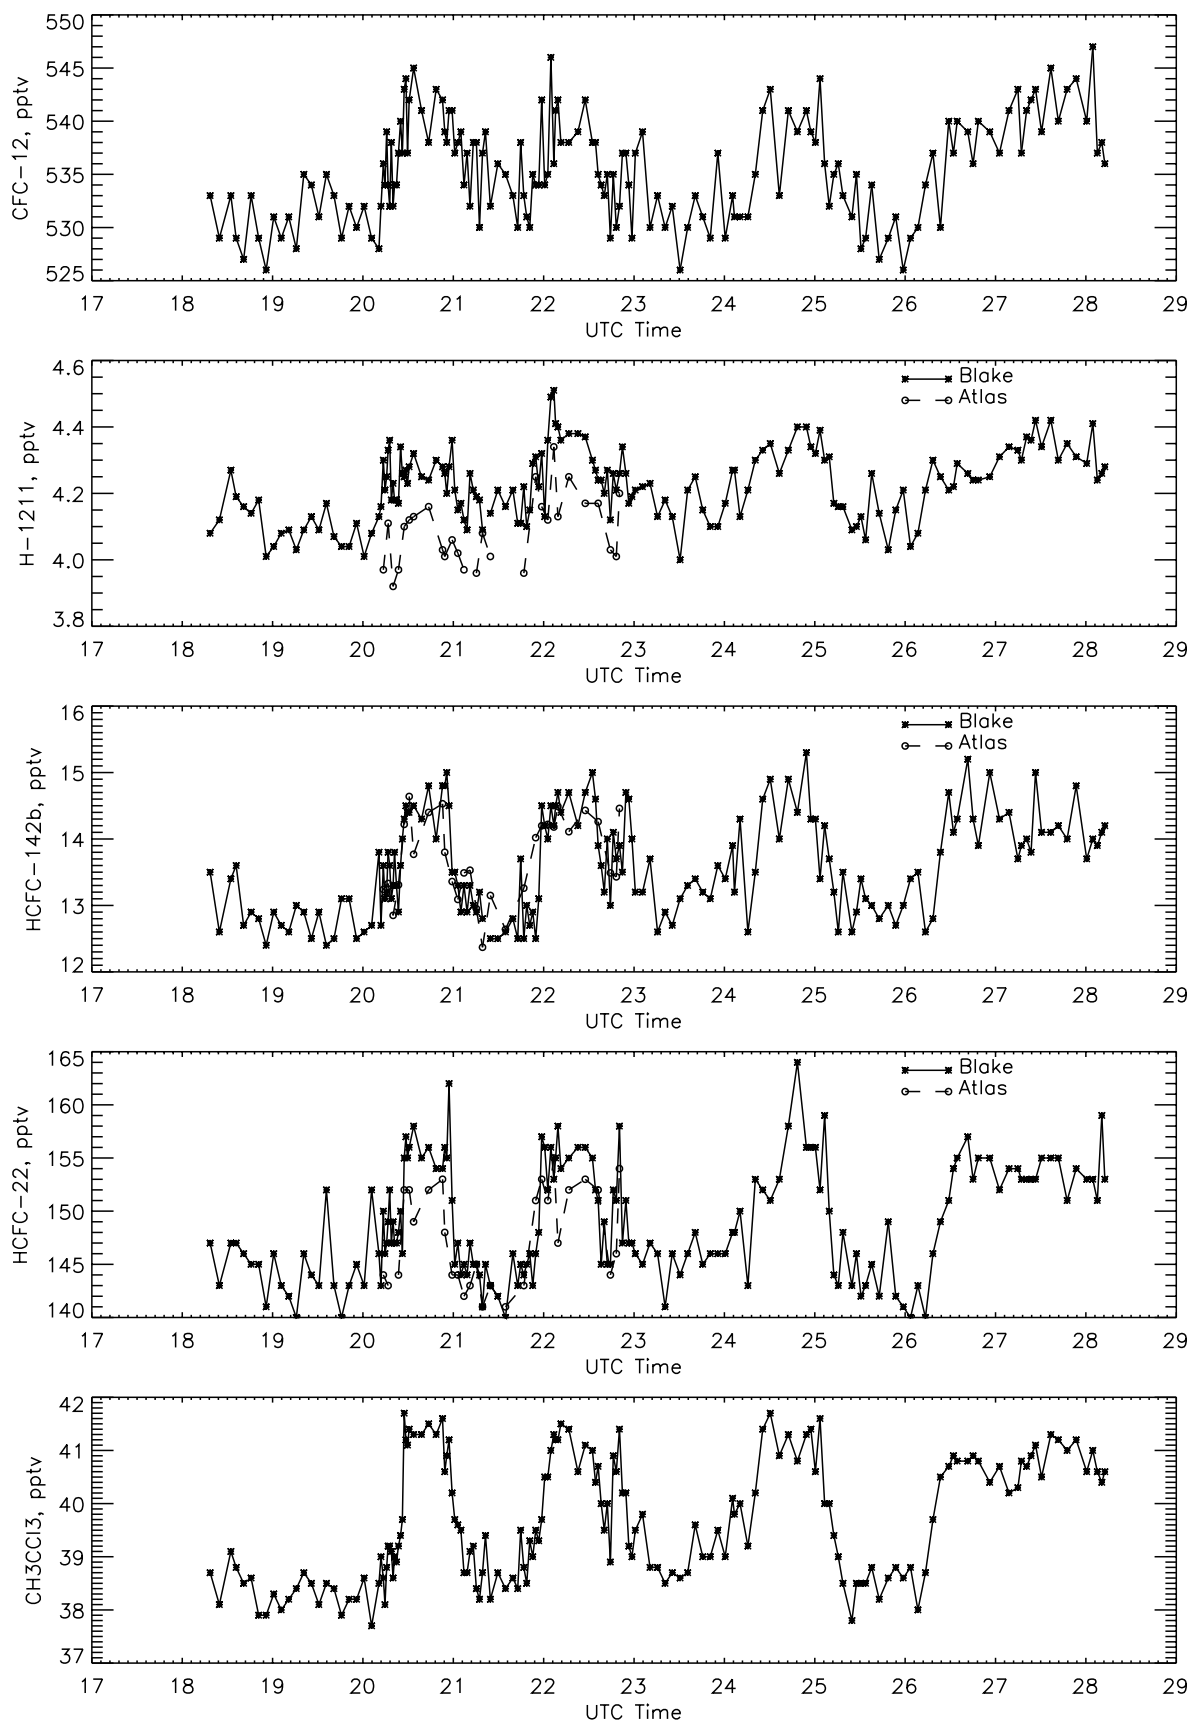 550
545
540
535
530
525
CFC-12, pptv
17 18 19 20 21 22 23 24 25 26 27 28 29
UTC Time
4.6
4.4
4.2
4.0
3.8
H-1211, pptv
Blake
Atlas
17 18 19 20 21 22 23 24 25 26 27 28 29
UTC Time
16
15
14
13
12
HCFC-142b, pptv
Blake
Atlas
17 18 19 20 21 22 23 24 25 26 27 28 29
UTC Time
165
160
155
150
145
140
HCFC-22, pptv
Blake
Atlas
17 18 19 20 21 22 23 24 25 26 27 28 29
UTC Time
42
41
40
39
38
37
CH3CCl3, pptv
17 18 19 20 21 22 23 24 25 26 27 28 29
UTC Time